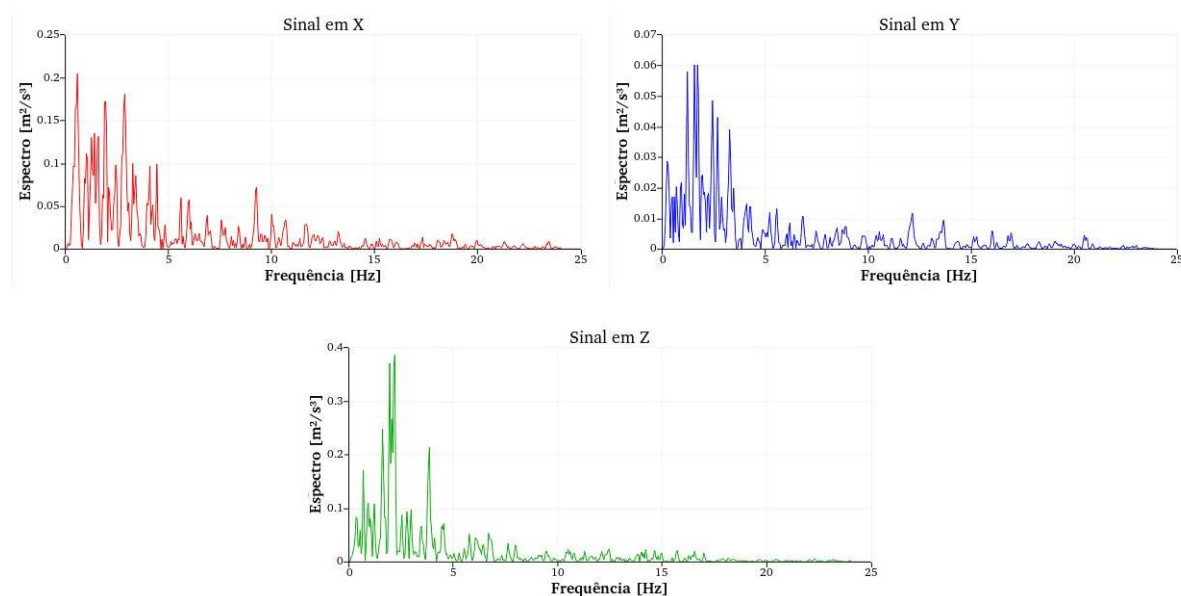 Sinal em X
Espectro [m²/s³]
0.25
0.2
0.15
0.1
0.05
0
0 5 10 15 20 25
Frequência [Hz]
Sinal em Y
Espectro [m²/s³]
0.07
0.06
0.05
0.04
0.03
0.02
0.01
0
0 5 10 15 20 25
Frequência [Hz]
Sinal em Z
Espectro [m²/s³]
0.4
0.3
0.2
0.1
0
0 5 10 15 20 25
Frequência [Hz]